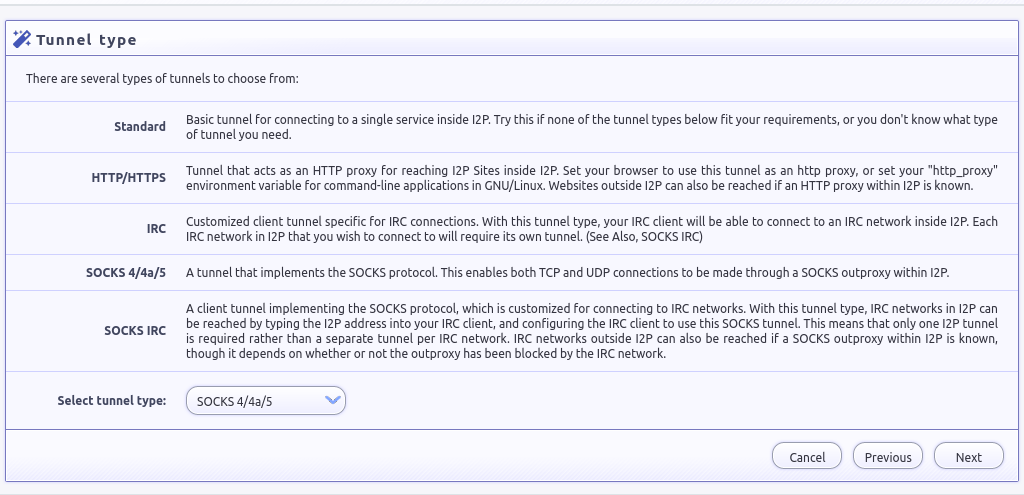 Tunnel type
There are several types of tunnels to choose from:
Standard
Basic tunnel for connecting to a single service inside I2P. Try this if none of the tunnel types below fit your requirements, or you don't know what type
of tunnel you need.
HTTP/HTTPS
Tunnel that acts as an HTTP proxy for reaching I2P Sites inside I2P. Set your browser to use this tunnel as an http proxy, or set your "http_proxy"
environment variable for command-line applications in GNU/Linux. Websites outside I2P can also be reached if an HTTP proxy within I2P is known.
IRC
Customized client tunnel specific for IRC connections. With this tunnel type, your IRC client will be able to connect to an IRC network inside I2P. Each
IRC network in I2P that you wish to connect to will require its own tunnel. (See Also, SOCKS IRC)
SOCKS 4/4a/5
A tunnel that implements the SOCKS protocol. This enables both TCP and UDP connections to be made through a SOCKS outproxy within I2P.
SOCKS IRC
A client tunnel implementing the SOCKS protocol, which is customized for connecting to IRC networks. With this tunnel type, IRC networks in I2P can
be reached by typing the I2P address into your IRC client, and configuring the IRC client to use this SOCKS tunnel. This means that only one I2P tunnel
is required rather than a separate tunnel per IRC network. IRC networks outside I2P can also be reached if a SOCKS outproxy within I2P is known,
though it depends on whether or not the outproxy has been blocked by the IRC network.
Select tunnel type:
SOCKS 4/4a/5
Cancel
Previous
Next